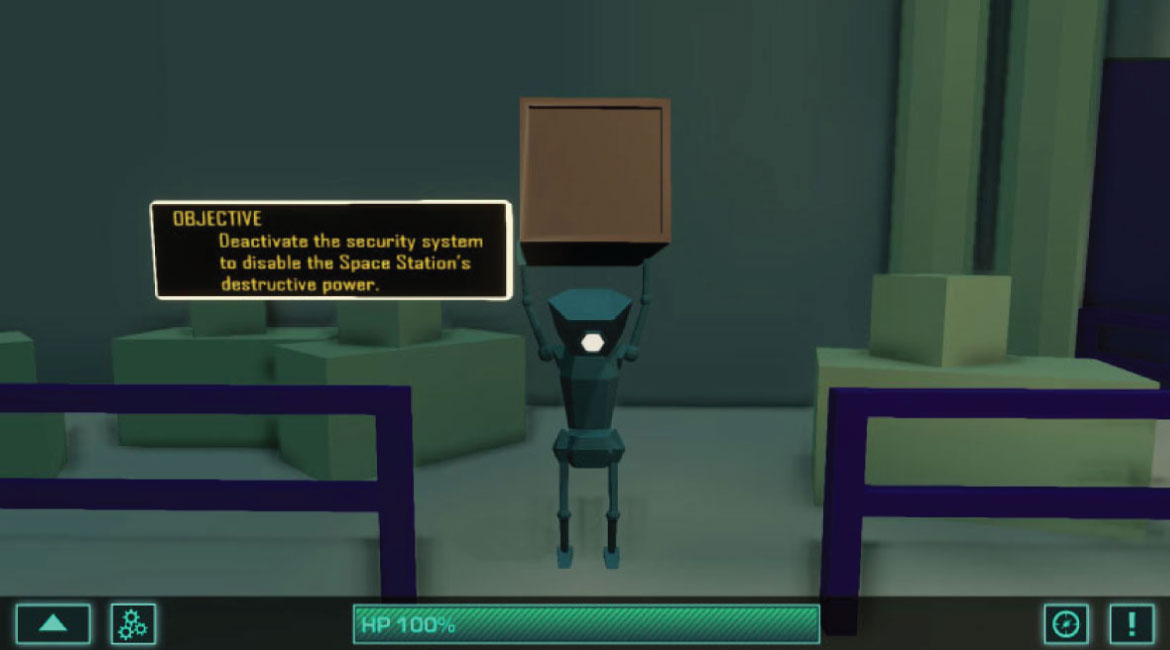 OBJECTIVE
Deactivate the security system
to disable the Space Station's
destructive power.
HP 100%
!